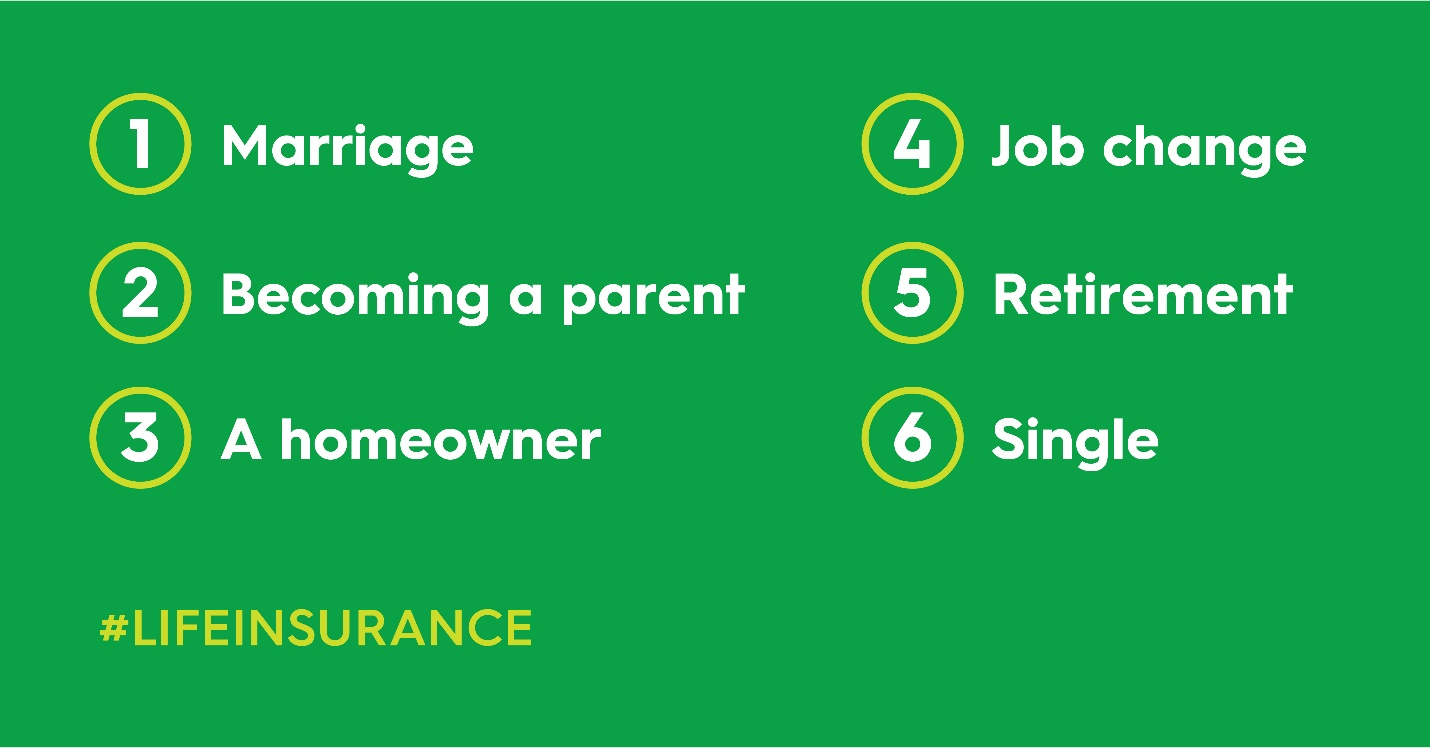 1 Marriage
2 Becoming a parent
3 A homeowner
4 Job change
5 Retirement
6 Single
#LIFEINSURANCE